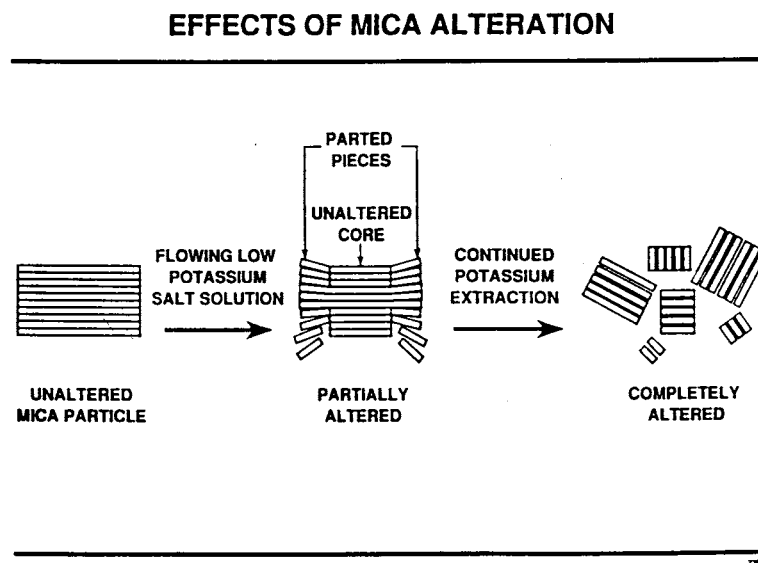 EFFECTS OF MICA ALTERATION
PARTED
PIECES
UNALTERED
CORE
FLOWING LOW
POTASSIUM
SALT SOLUTION
CONTINUED
POTASSIUM
EXTRACTION
UNALTERED
MICA PARTICLE
PARTIALLY
ALTERED
COMPLETELY
ALTERED